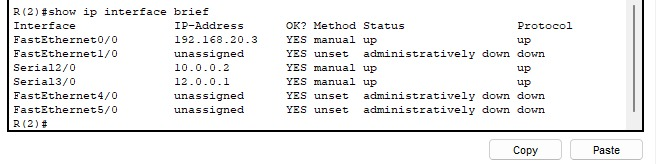 R(2)#show ip interface brief
Interface IP-Address OK? Method Status Protocol
FastEthernet0/0 192.168.20.3 YES manual up up
FastEthernet1/0 unassigned YES unset administratively down down
Serial2/0 10.0.0.2 YES manual up up
Serial3/0 12.0.0.1 YES manual up up
FastEthernet4/0 unassigned YES unset administratively down down
FastEthernet5/0 unassigned YES unset administratively down down
R(2)#
Copy Paste